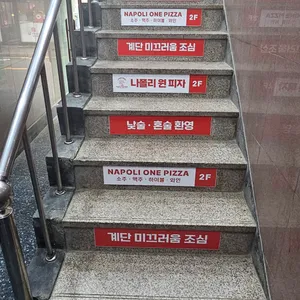 NAPOLI ONE PIZZA
소주 · 맥주 · 하이볼 · 와인
2F
계단 미끄러움 조심
나폴리 원 피자
2F
낮술 · 혼술 환영
NAPOLI ONE PIZZA
소주 · 맥주 · 하이볼 · 와인
2F
계단 미끄러움 조심